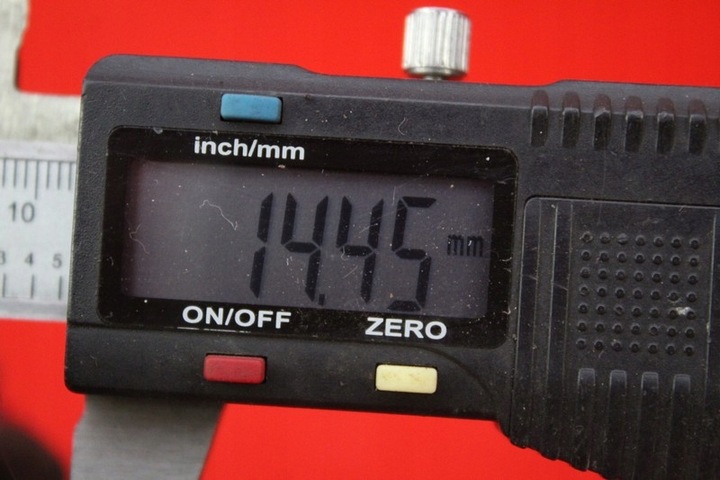 inch/mm
10
3 4 5
14.45 mm
ON/OFF ZERO